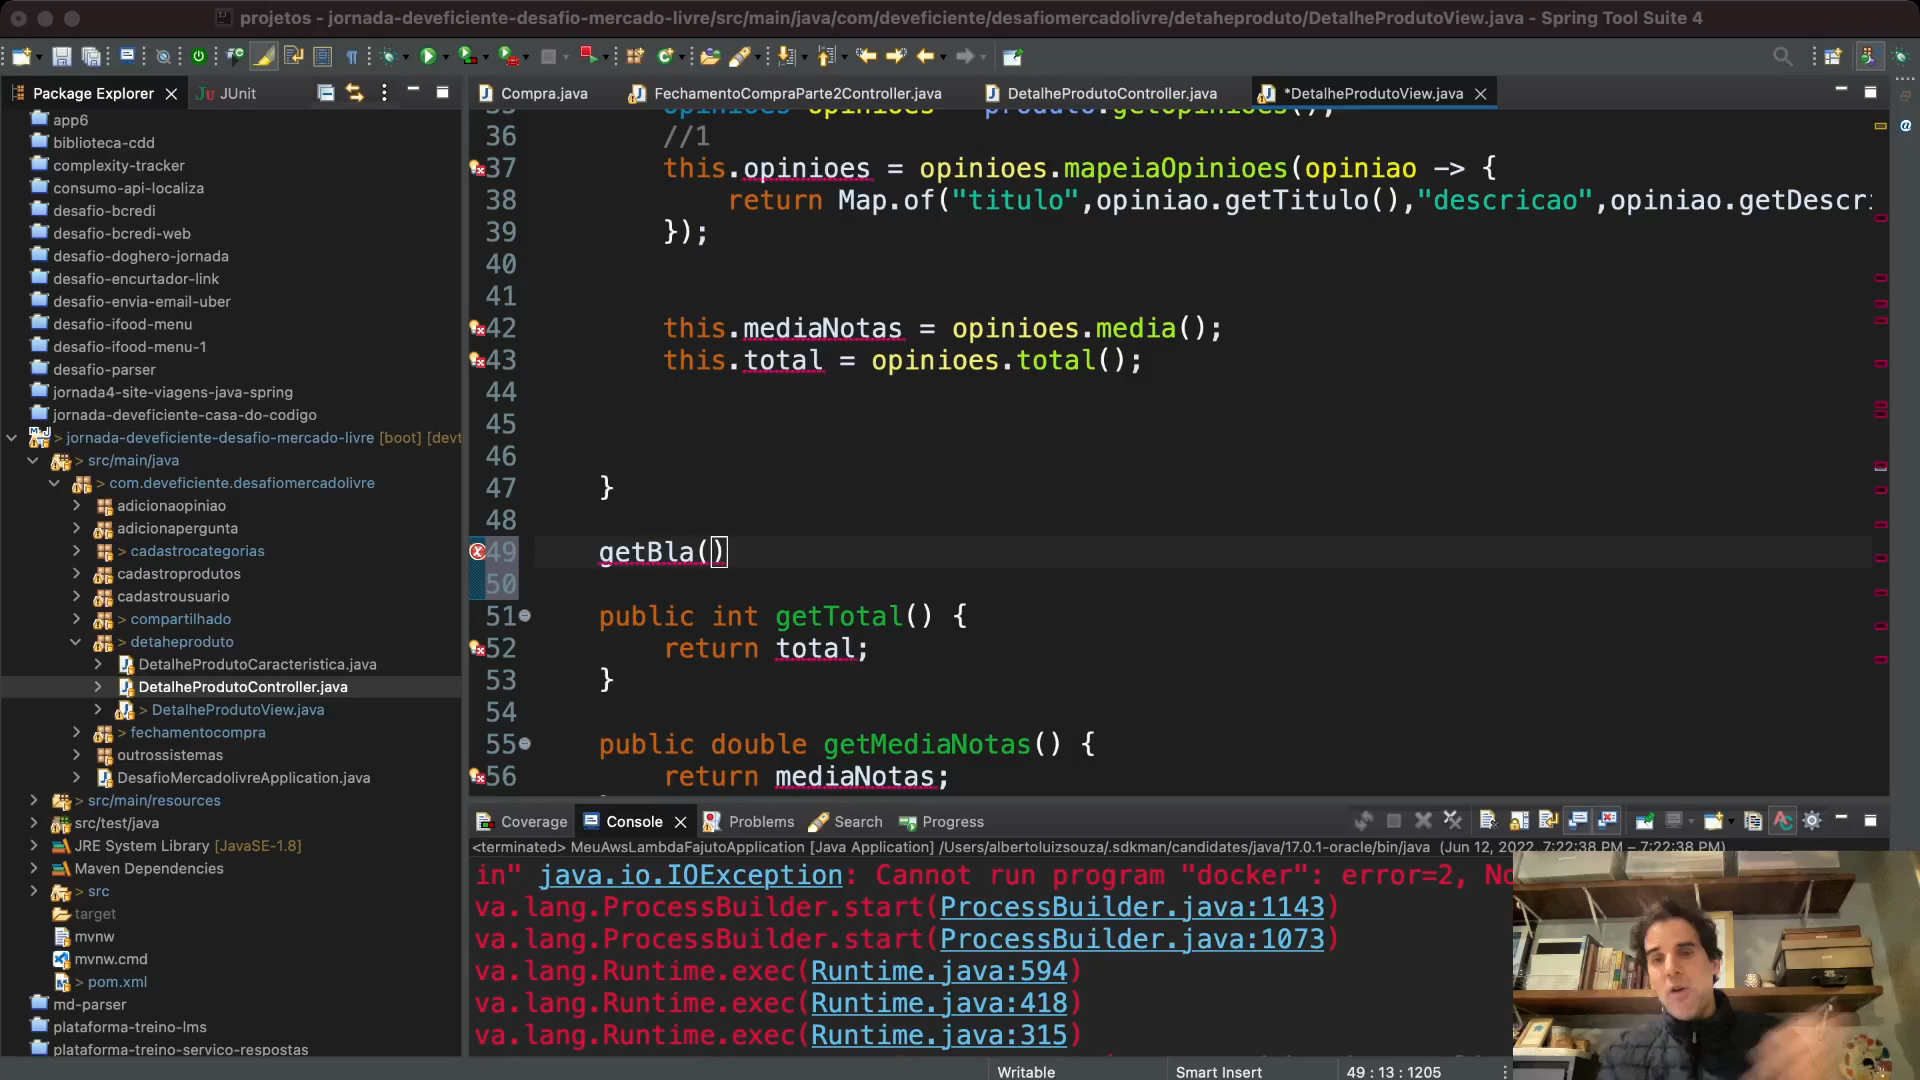 projetos - jornada-deveficiente-desafio-mercado-livre/src/main/java/com/deveficiente/desafiomercadolivre/detaheproduto/DetalheProdutoView.java - Spring Tool Suite 4
Package Explorer
JUnit
Compra.java
FechamentoCompraParte2Controller.java
DetalheProdutoController.java
*DetalheProdutoView.java
app6
biblioteca-cdd
complexity-tracker
consumo-api-localiza
desafio-bcredi
desafio-bcredi-web
desafio-doghero-jornada
desafio-encurtador-link
desafio-envia-email-uber
desafio-ifood-menu
desafio-ifood-menu-1
desafio-parser
jornada4-site-viagens-java-spring
jornada-deveficiente-casa-do-codigo
> jornada-deveficiente-desafio-mercado-livre [boot] [devt
> src/main/java
> com.deveficiente.desafiomercadolivre
adicionaopiniao
adicionapergunta
> cadastrocategorias
cadastroprodutos
cadastrousuario
> compartilhado
> detaheproduto
DetalheProdutoCaracteristica.java
DetalheProdutoController.java
> DetalheProdutoView.java
> fechamentocompra
outrossistemas
DesafioMercadolivreApplication.java
> src/main/resources
src/test/java
JRE System Library [JavaSE-1.8]
Maven Dependencies
> src
target
mvnw
mvnw.cmd
> pom.xml
md-parser
plataforma-treino-lms
plataforma-treino-servico-respostas
35 Opinioes opinioes = produto.getOpinioes();
36 //1
37 this.opinioes = opinioes.mapeiaOpinioes(opiniao -> {
38 return Map.of("titulo",opiniao.getTitulo(),"descricao",opiniao.getDescri
39 });
40
41
42 this.mediaNotas = opinioes.media();
43 this.total = opinioes.total();
44
45
46
47 }
48
49 getBla()
50
51 public int getTotal() {
52 return total;
53 }
54
55 public double getMediaNotas() {
56 return mediaNotas;
Coverage
Console
Problems
Search
Progress
<terminated> MeuAwsLambdaFajutoApplication [Java Application] /Users/albertoluizsouza/.sdkman/candidates/java/17.0.1-oracle/bin/java (Jun 12, 2022, 7:22:38 PM – 7:22:38 PM)
in" java.io.IOException: Cannot run program "docker": error=2, No
va.lang.ProcessBuilder.start(ProcessBuilder.java:1143)
va.lang.ProcessBuilder.start(ProcessBuilder.java:1073)
va.lang.Runtime.exec(Runtime.java:594)
va.lang.Runtime.exec(Runtime.java:418)
va.lang.Runtime.exec(Runtime.java:315)
Writable
Smart Insert
49 : 13 : 1205